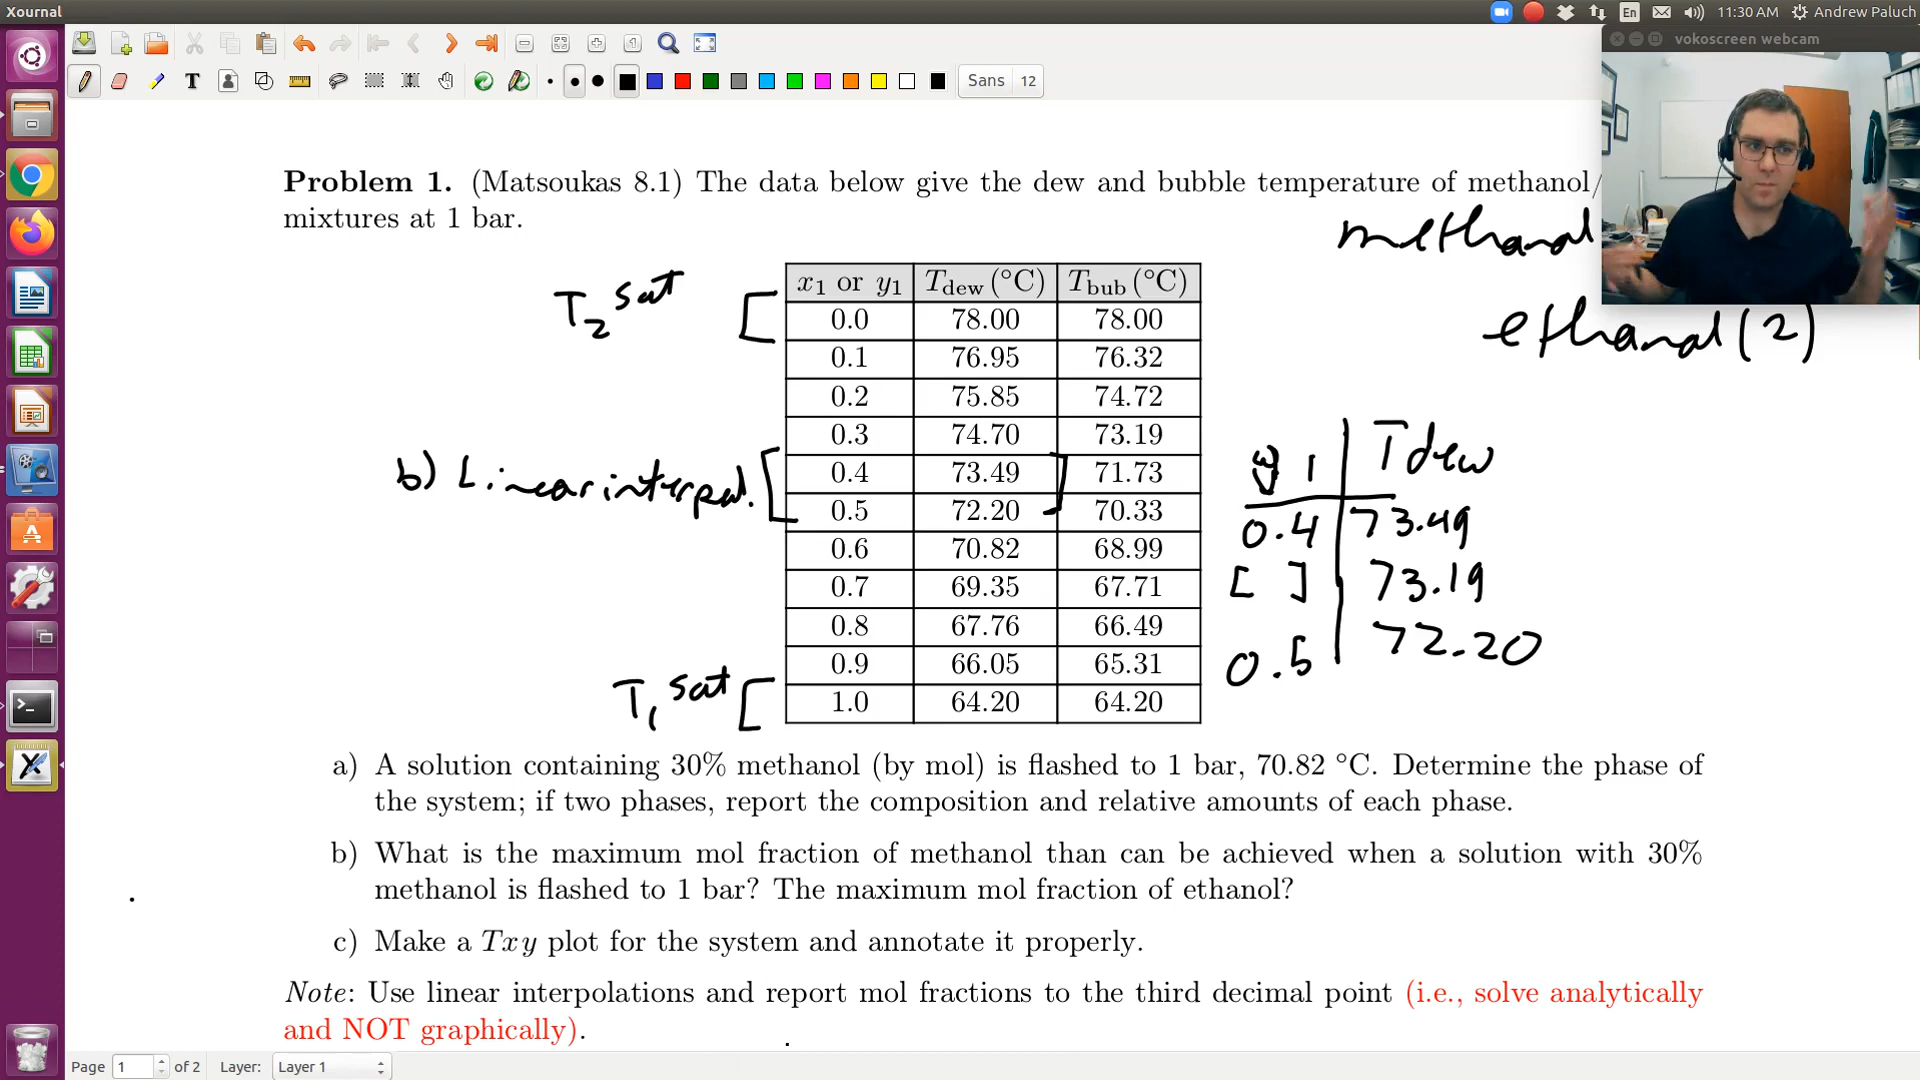 Xournal
En
11:30 AM
Andrew Paluch
vokoscreen webcam
T
Sans
12
Problem 1. (Matsoukas 8.1) The data below give the dew and bubble temperature of methanol/
mixtures at 1 bar.
methanol
ethanol (2)
T2 sat
x1 or y1 Tdew (°C) Tbub (°C)
0.0 78.00 78.00
0.1 76.95 76.32
0.2 75.85 74.72
0.3 74.70 73.19
0.4 73.49 71.73
0.5 72.20 70.33
0.6 70.82 68.99
0.7 69.35 67.71
0.8 67.76 66.49
0.9 66.05 65.31
1.0 64.20 64.20
b) Linear interpol.
T1 sat
y1 Tdew
0.4 73.49
[ ] 73.19
0.5 72.20
a) A solution containing 30% methanol (by mol) is flashed to 1 bar, 70.82 °C. Determine the phase of
the system; if two phases, report the composition and relative amounts of each phase.
b) What is the maximum mol fraction of methanol than can be achieved when a solution with 30%
methanol is flashed to 1 bar? The maximum mol fraction of ethanol?
c) Make a Txy plot for the system and annotate it properly.
Note: Use linear interpolations and report mol fractions to the third decimal point (i.e., solve analytically
and NOT graphically).
Page 1 of 2 Layer: Layer 1